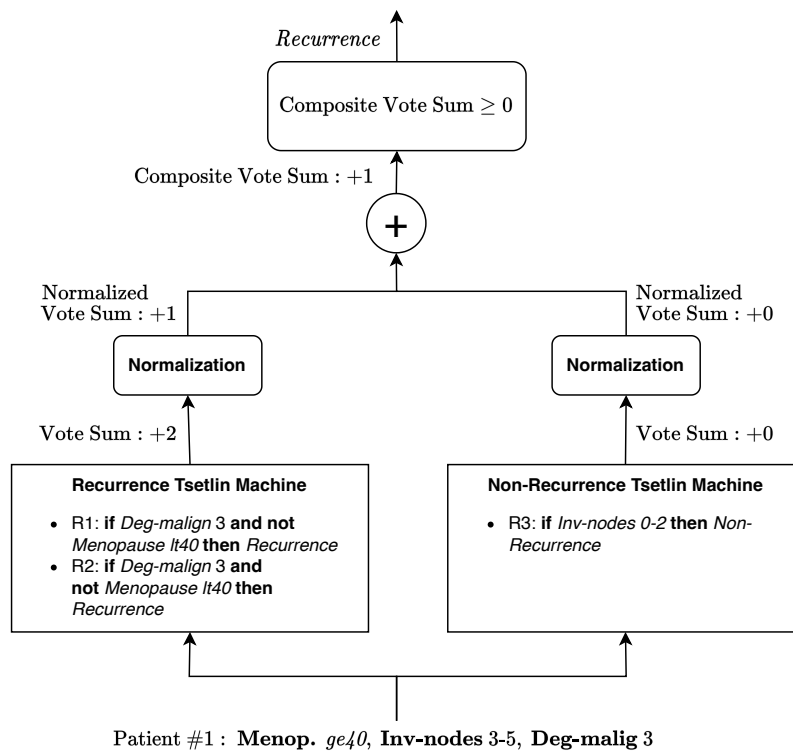 Recurrence
Composite Vote Sum ≥ 0
Composite Vote Sum : +1
+
Normalized
Vote Sum : +1
Normalized
Vote Sum : +0
Normalization
Normalization
Vote Sum : +2
Vote Sum : +0
Recurrence Tsetlin Machine
• R1: if Deg-malign 3 and not
Menopause lt40 then Recurrence
• R2: if Deg-malign 3 and
not Menopause lt40 then
Recurrence
Non-Recurrence Tsetlin Machine
• R3: if Inv-nodes 0-2 then Non-
Recurrence
Patient #1 : Menop. ge40, Inv-nodes 3-5, Deg-malig 3